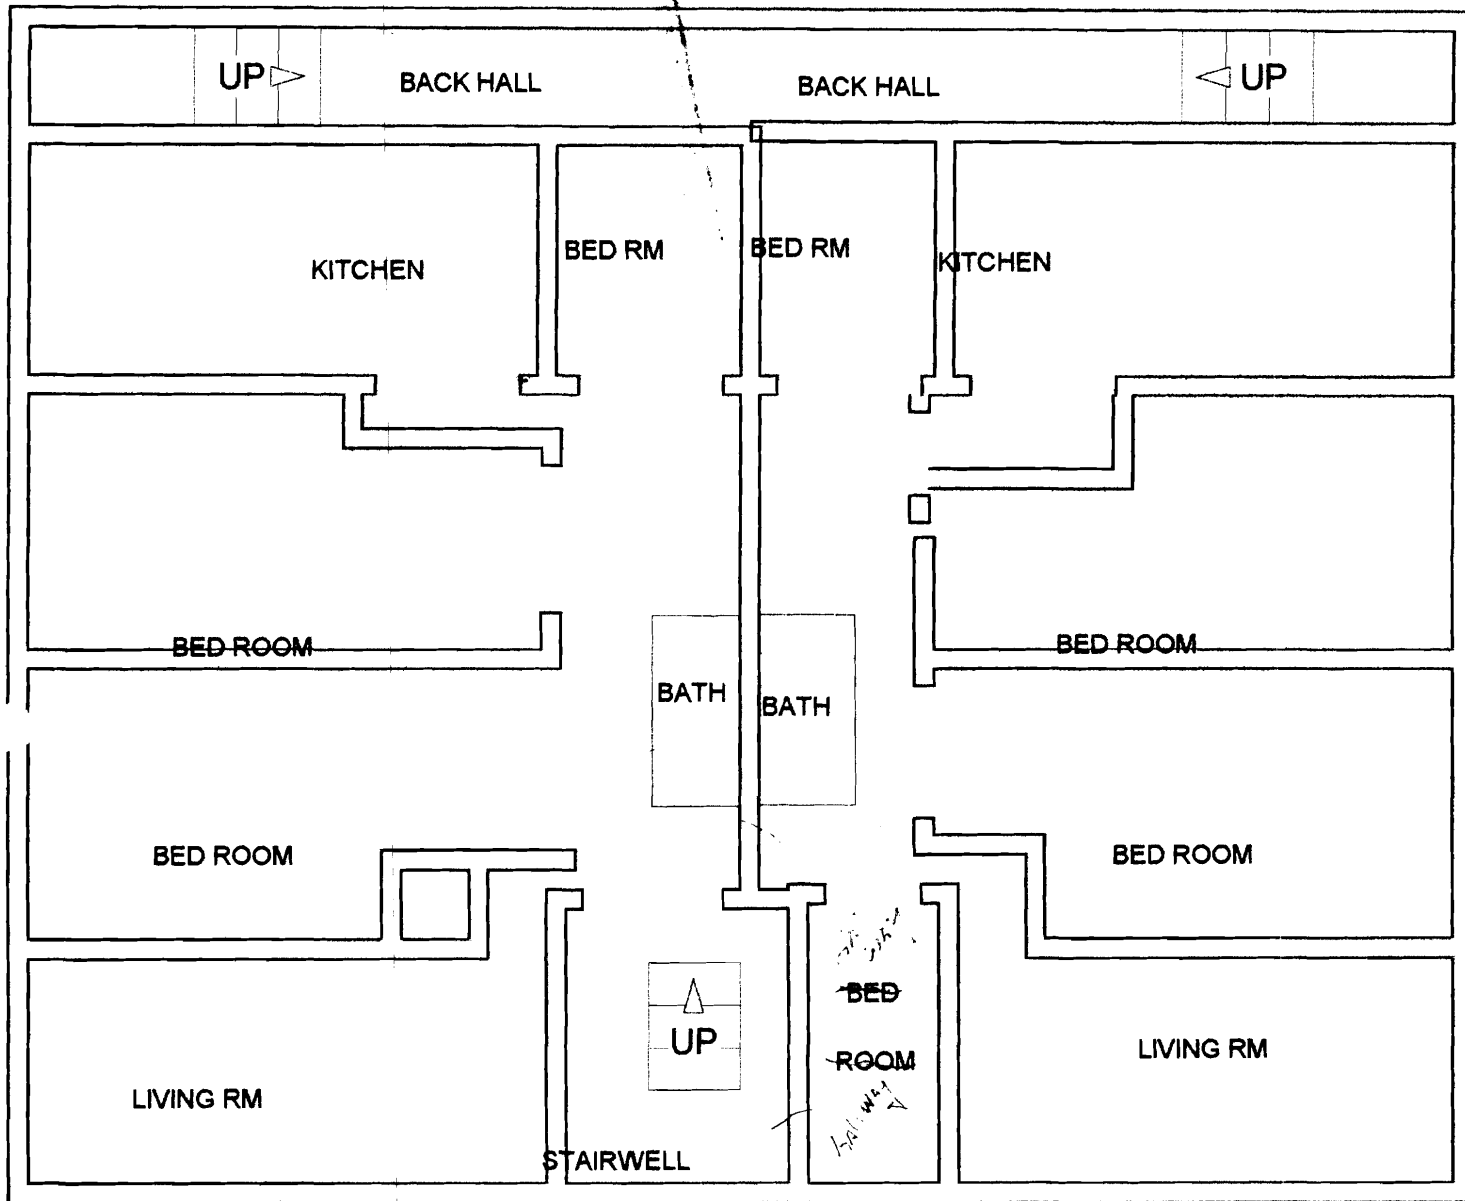 UP
BACK HALL
BACK HALL
UP
KITCHEN
BED RM
BED RM
KITCHEN
BED ROOM
BED ROOM
BATH
BATH
BED ROOM
BED ROOM
BED
ROOM
UP
LIVING RM
LIVING RM
STAIRWELL